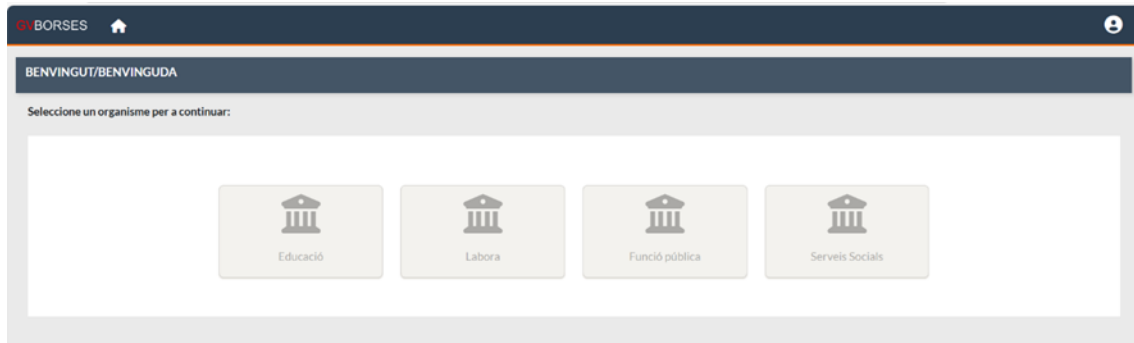 GVBORSES
BENVINGUT/BENVINGUDA
Seleccione un organisme per a continuar:
Educació
Labora
Funció pública
Serveis Socials